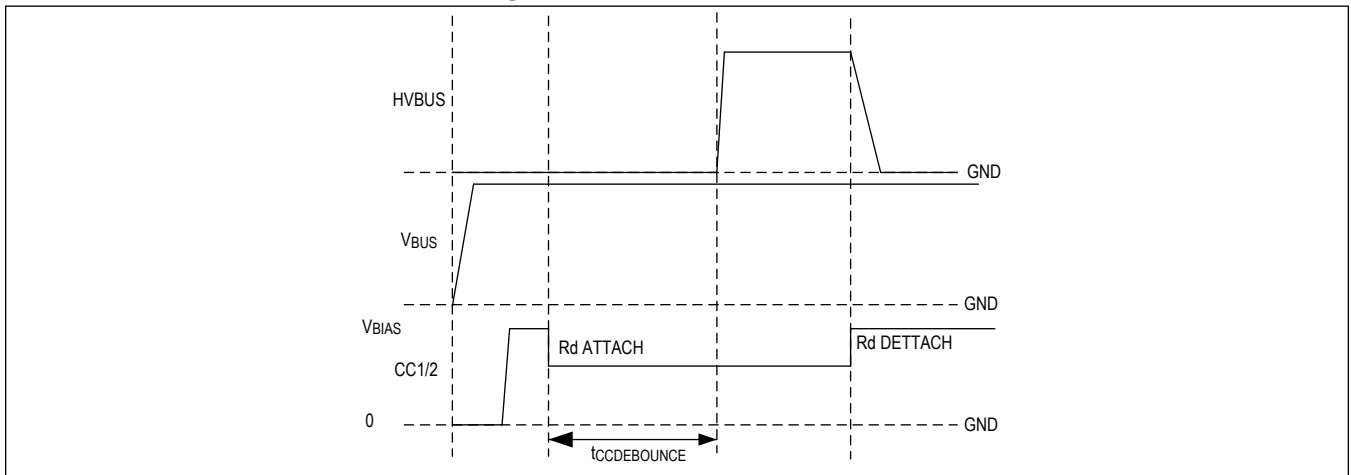 HVBUS
GND
VBUS
GND
VBIAS
Rd ATTACH
Rd DETTACH
CC1/2
0
GND
tCCDEBOUNCE